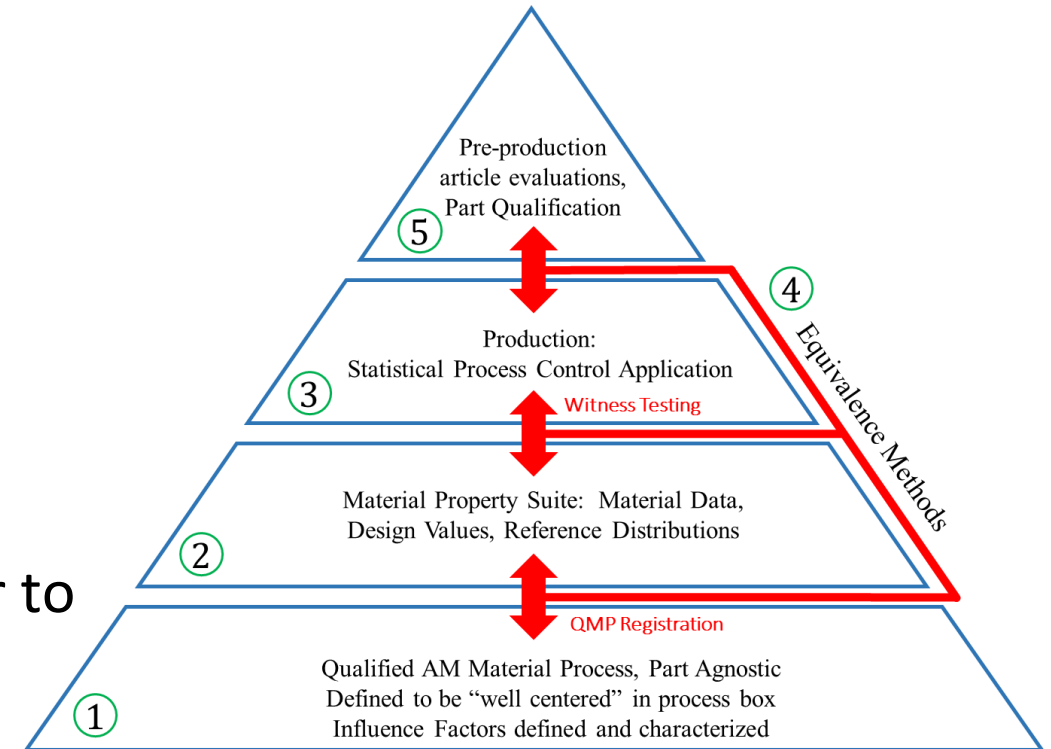 Pre-production
article evaluations,
Part Qualification
5
4
Equivalence Methods
Production:
Statistical Process Control Application
3
Witness Testing
Material Property Suite: Material Data,
Design Values, Reference Distributions
2
r to
QMP Registration
Qualified AM Material Process, Part Agnostic
Defined to be “well centered” in process box
Influence Factors defined and characterized
1